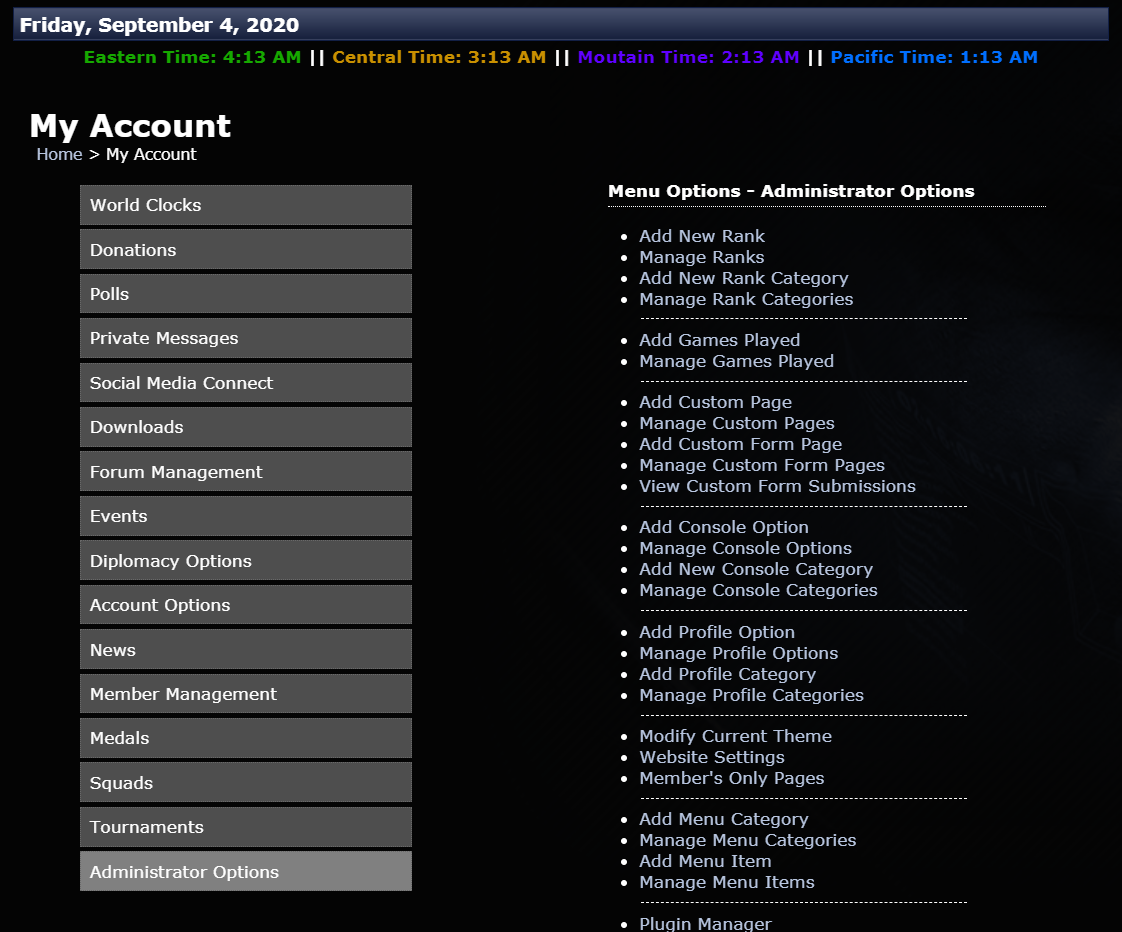 Friday, September 4, 2020
Eastern Time: 4:13 AM || Central Time: 3:13 AM || Moutain Time: 2:13 AM || Pacific Time: 1:13 AM
My Account
Home > My Account
World Clocks
Donations
Polls
Private Messages
Social Media Connect
Downloads
Forum Management
Events
Diplomacy Options
Account Options
News
Member Management
Medals
Squads
Tournaments
Administrator Options
Menu Options - Administrator Options
Add New Rank
Manage Ranks
Add New Rank Category
Manage Rank Categories
Add Games Played
Manage Games Played
Add Custom Page
Manage Custom Pages
Add Custom Form Page
Manage Custom Form Pages
View Custom Form Submissions
Add Console Option
Manage Console Options
Add New Console Category
Manage Console Categories
Add Profile Option
Manage Profile Options
Add Profile Category
Manage Profile Categories
Modify Current Theme
Website Settings
Member's Only Pages
Add Menu Category
Manage Menu Categories
Add Menu Item
Manage Menu Items
Plugin Manager